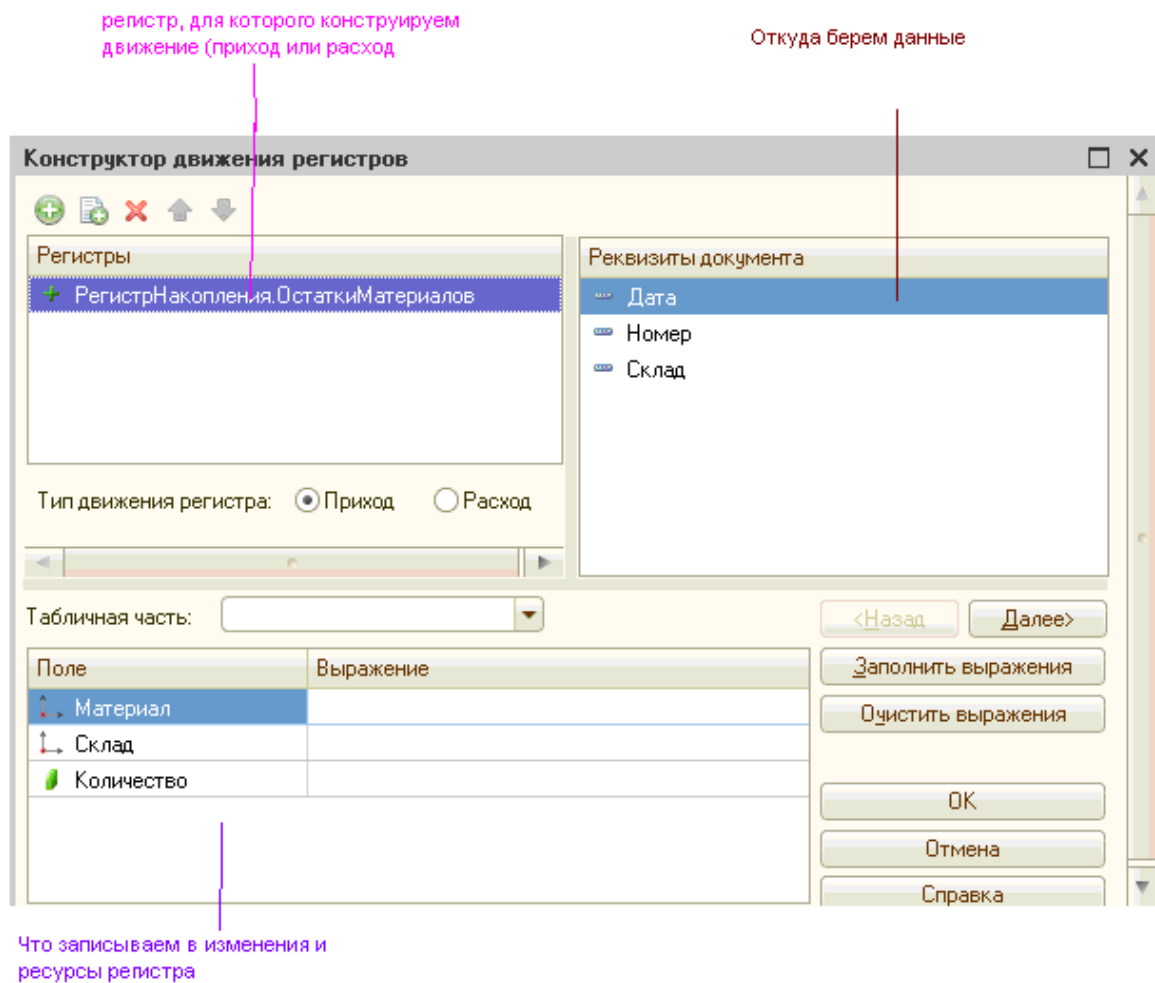 регистр, для которого конструируем
движение (приход или расход
Откуда берем данные
Конструктор движения регистров
Регистры
РегистрНакопления.ОстаткиМатериалов
Реквизиты документа
Дата
Номер
Склад
Тип движения регистра: Приход Расход
Табличная часть:
<Назад Далее>
Поле Выражение
Заполнить выражения
Материал
Очистить выражения
Склад
Количество
ОК
Отмена
Справка
Что записываем в изменения и
ресурсы регистра